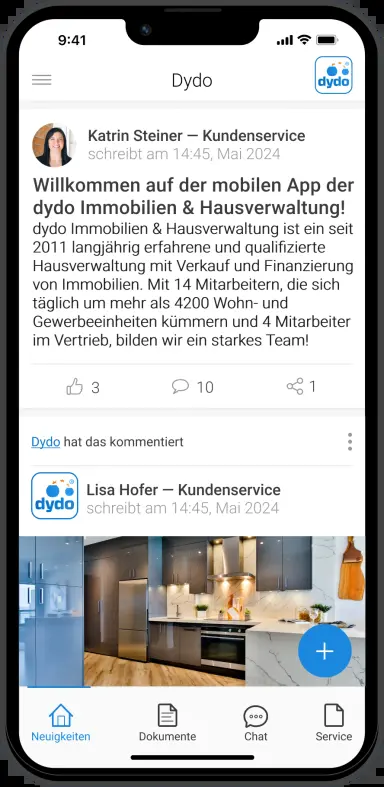 9:41
Dydo
dydo
Katrin Steiner — Kundenservice
schreibt am 14:45, Mai 2024
Willkommen auf der mobilen App der
dydo Immobilien & Hausverwaltung!
dydo Immobilien & Hausverwaltung ist ein seit
2011 langjährig erfahrene und qualifizierte
Hausverwaltung mit Verkauf und Finanzierung
von Immobilien. Mit 14 Mitarbeitern, die sich
täglich um mehr als 4200 Wohn- und
Gewerbeeinheiten kümmern und 4 Mitarbeiter
im Vertrieb, bilden wir ein starkes Team!
3 10 1
Dydo hat das kommentiert
dydo
Lisa Hofer — Kundenservice
schreibt am 14:45, Mai 2024
Neuigkeiten Dokumente Chat Service